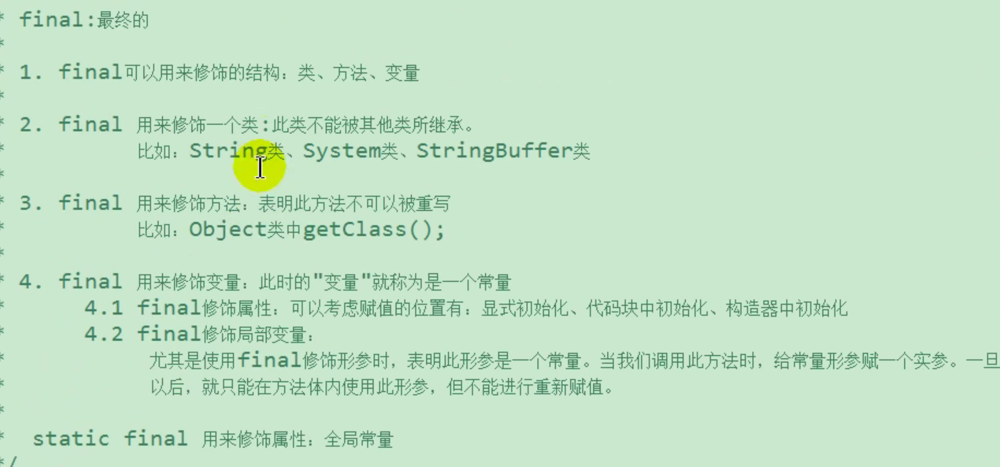 * final:最终的
*
* 1. final可以用来修饰的结构：类、方法、变量
*
* 2. final 用来修饰一个类:此类不能被其他类所继承。
* 比如：String类、System类、StringBuffer类
*
* 3. final 用来修饰方法：表明此方法不可以被重写
* 比如：Object类中getClass();
*
* 4. final 用来修饰变量：此时的"变量"就称为是一个常量
* 4.1 final修饰属性：可以考虑赋值的位置有：显式初始化、代码块中初始化、构造器中初始化
* 4.2 final修饰局部变量：
* 尤其是使用final修饰形参时，表明此形参是一个常量。当我们调用此方法时，给常量形参赋一个实参。一旦
* 以后，就只能在方法体内使用此形参，但不能进行重新赋值。
*
* static final 用来修饰属性：全局常量
*/